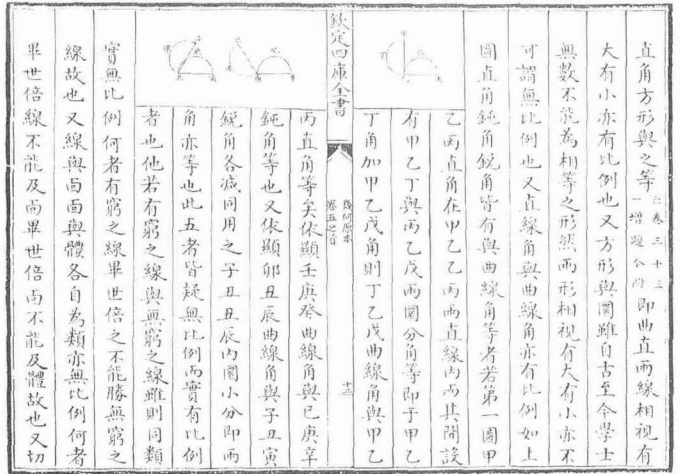 直角方形與之等六卷三十三一增題公附即曲直兩線相視有
大有小亦有比例也又方形與圜雖自古至今學士
無數不能為相等之形然兩形相視有大有小亦不
可謂無比例也又直線角與曲線角亦有比例如上
圖直角鈍角銳角皆有與曲線角等者若第一圖甲
乙丙直角在甲乙乙丙兩直線內而其間設
有甲乙丁與丙乙戊兩圜分角等即于甲乙
丁角加甲乙戊角則丁乙戊曲線角與甲乙
欽定四庫全書
幾何原本
卷五之首
十三
丙直角等矣依顯壬庚癸曲線角與己庚辛
鈍角等也又依顯卯丑辰曲線角與子丑寅
銳角各減同用之子丑丑辰內圜小分即兩
角亦等也此五者皆疑無比例而實有比例
者也他若有窮之線與無窮之線雖則同類
實無比例何者有窮之線畢世倍之不能勝無窮之
線故也又線與面面與體各自為類亦無比例何者
畢世倍線不能及面畢世倍面不能及體故也又切